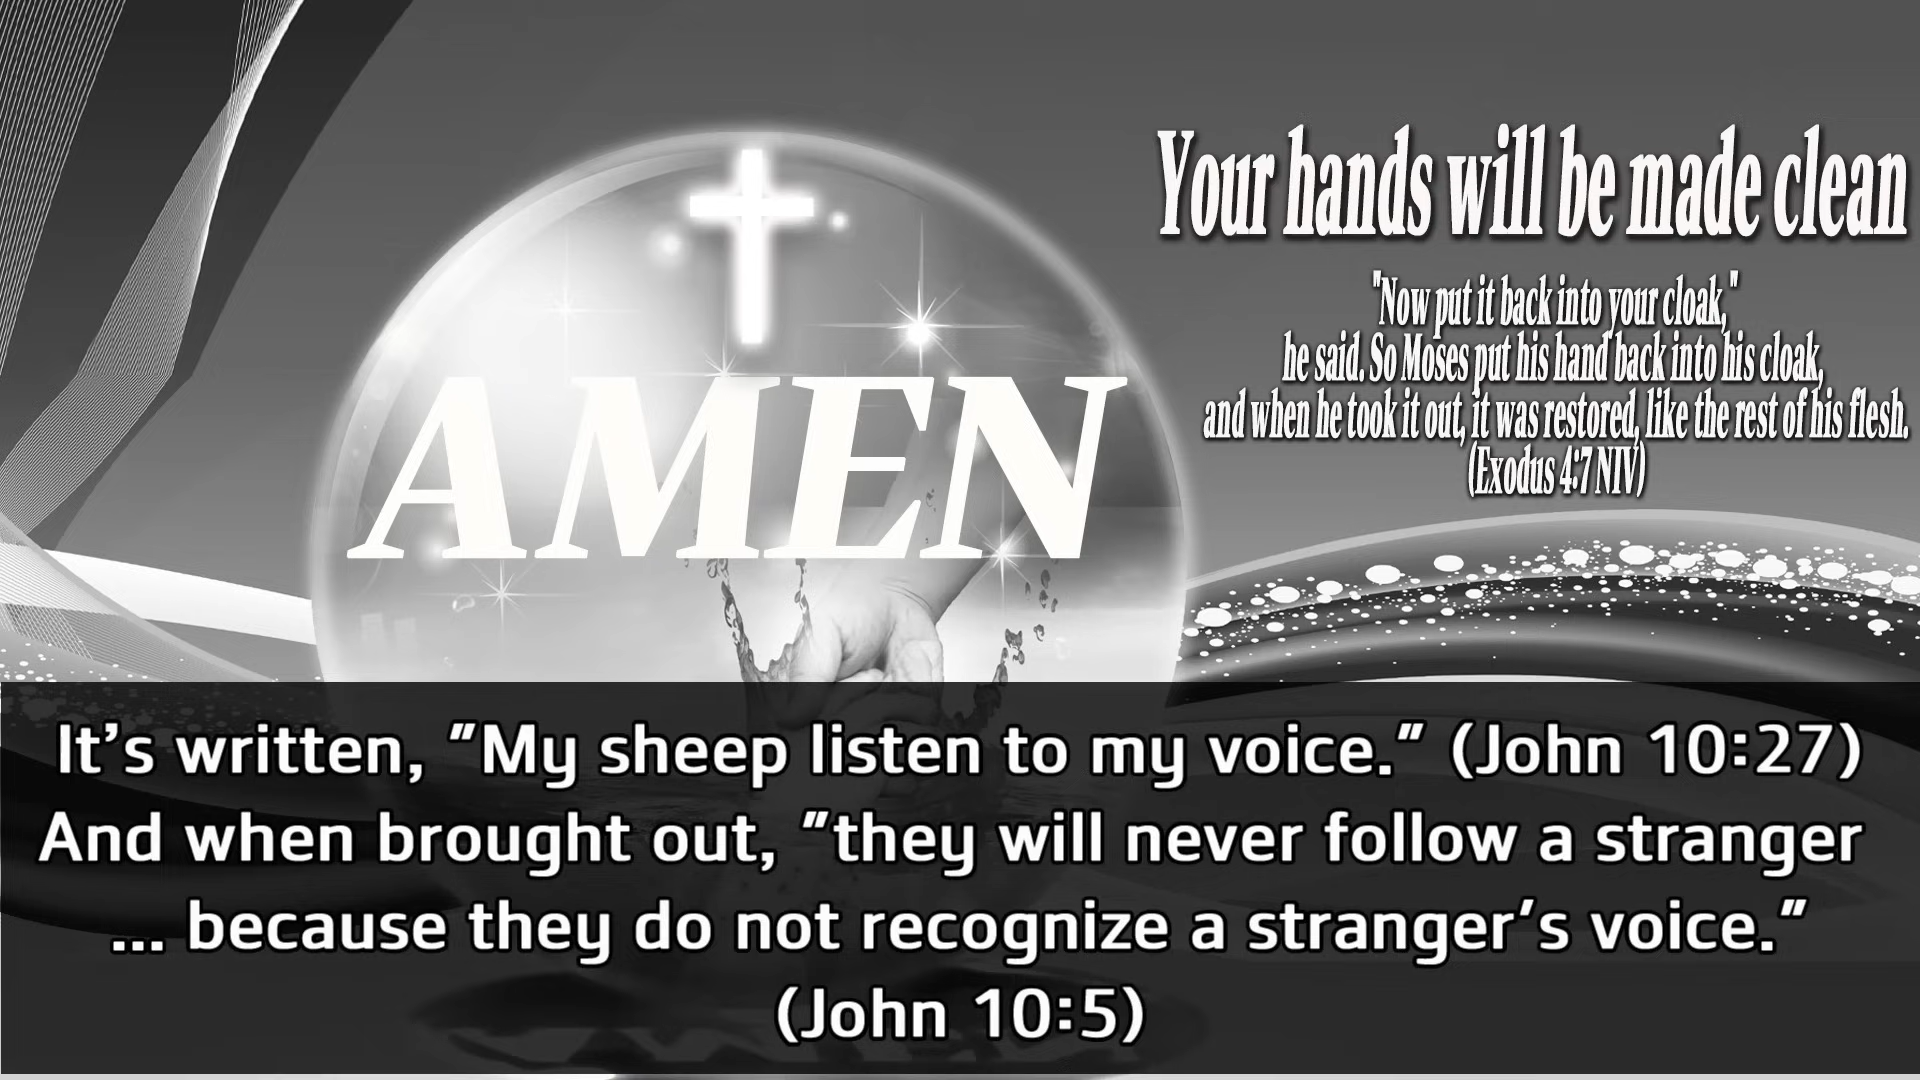 Your hands will be made clean
"Now put it back into your cloak,"
he said. So Moses put his hand back into his cloak,
and when he took it out, it was restored, like the rest of his flesh.
(Exodus 4:7 NIV)
AMEN
It's written, "My sheep listen to my voice." (John 10:27)
And when brought out, "they will never follow a stranger
... because they do not recognize a stranger's voice."
(John 10:5)